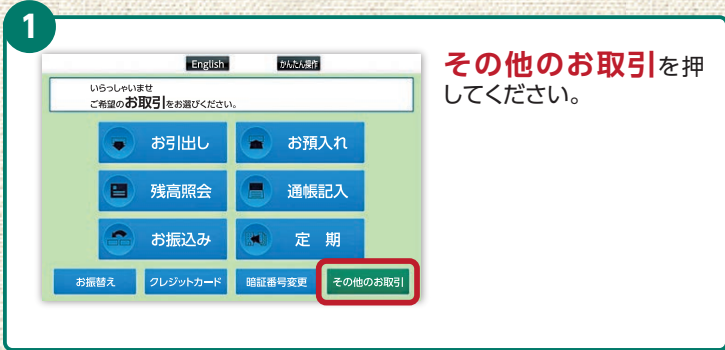 1
English
かんたん操作
いらっしゃいませ
ご希望のお取引をお選びください。
お引出し
お預入れ
残高照会
通帳記入
お振込み
定 期
お振替え
クレジットカード
暗証番号変更
その他のお取引
その他のお取引を押
してください。